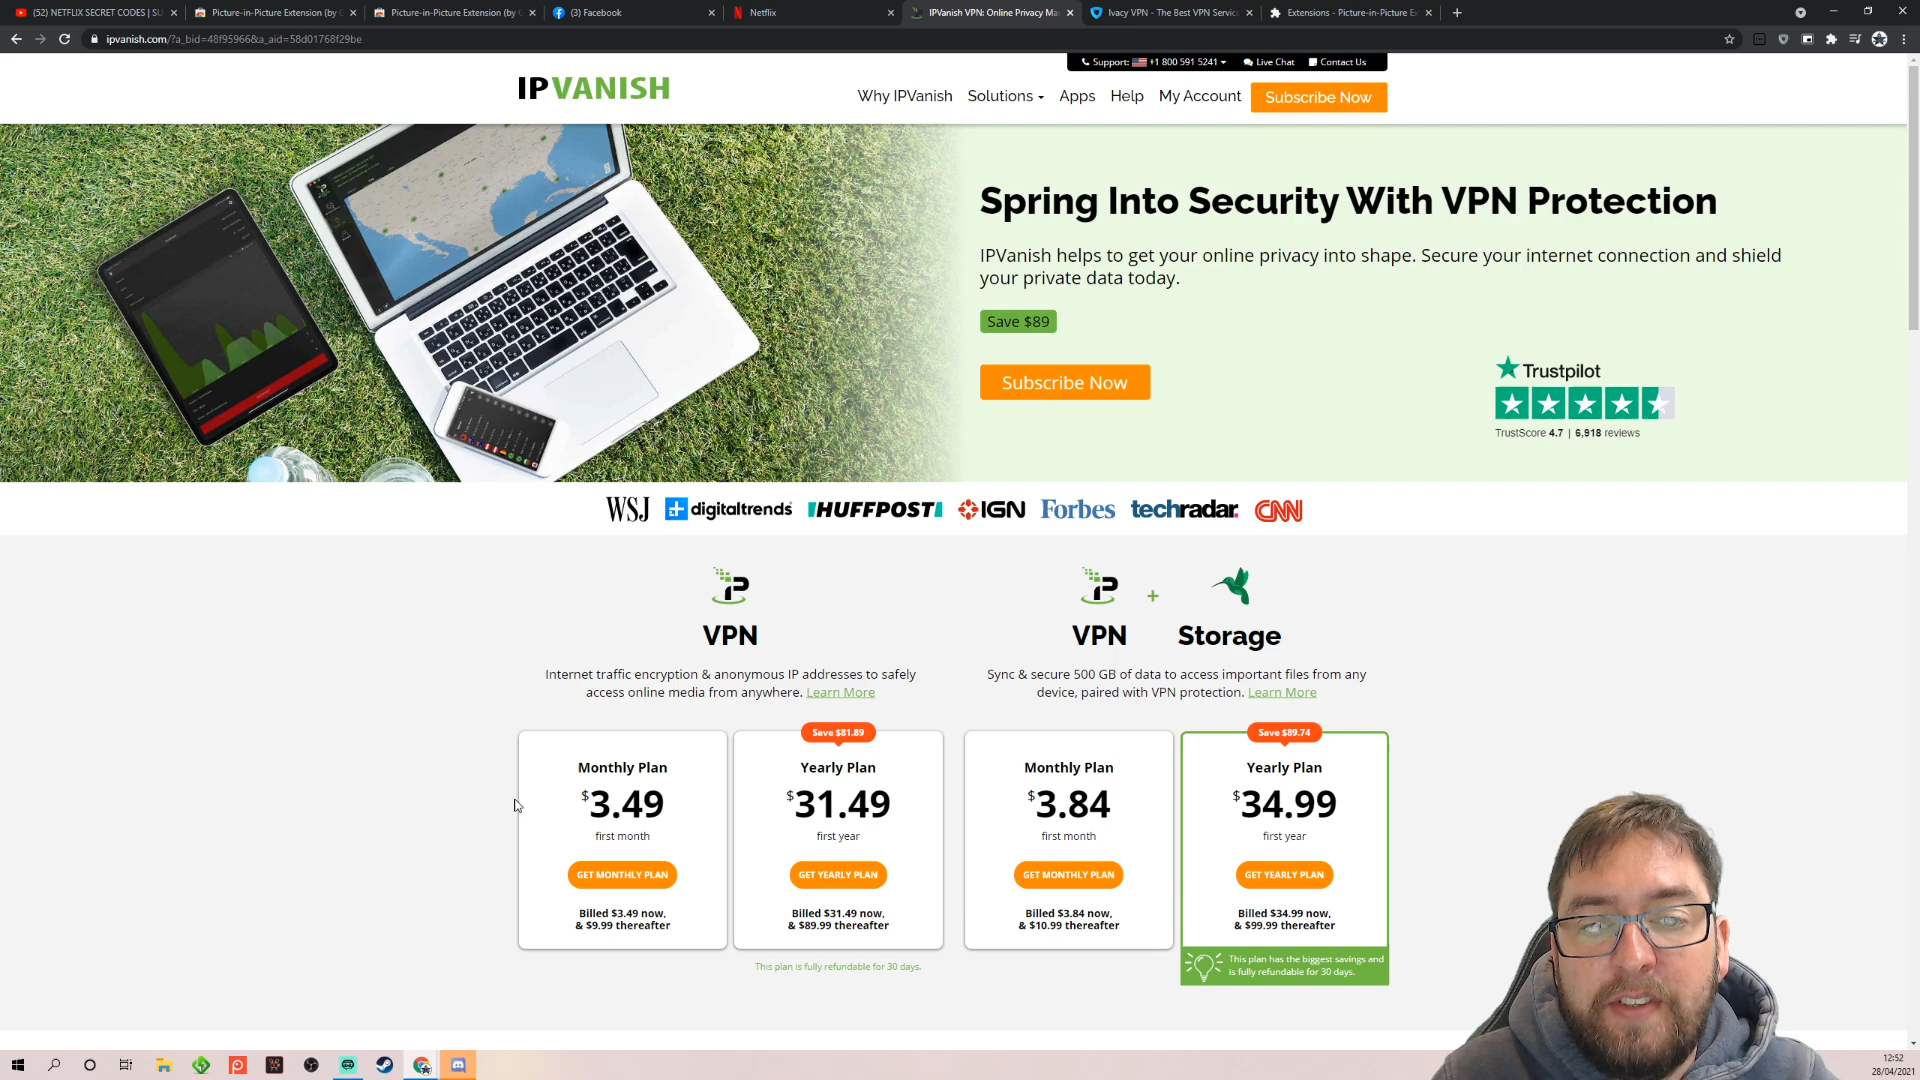 (52) NETFLIX SECRET CODES | SU
Picture-in-Picture Extension (by G
Picture-in-Picture Extension (by G
(3) Facebook
Netflix
IPVanish VPN: Online Privacy Ma
Ivacy VPN - The Best VPN Service
Extensions - Picture-in-Picture Ex
ipvanish.com/?a_bid=48f95966&a_aid=58d01768f29be
Support: +1 800 591 5241 Live Chat Contact Us
IPVANISH
Why IPVanish Solutions Apps Help My Account Subscribe Now
Spring Into Security With VPN Protection
IPVanish helps to get your online privacy into shape. Secure your internet connection and shield
your private data today.
Save $89
Subscribe Now
Trustpilot
TrustScore 4.7 | 6,918 reviews
WSJ digitaltrends HUFFPOST IGN Forbes techradar. CNN
VPN
Internet traffic encryption & anonymous IP addresses to safely
access online media from anywhere. Learn More
VPN + Storage
Sync & secure 500 GB of data to access important files from any
device, paired with VPN protection. Learn More
Monthly Plan
$3.49
first month
GET MONTHLY PLAN
Billed $3.49 now,
& $9.99 thereafter
Save $81.89
Yearly Plan
$31.49
first year
GET YEARLY PLAN
Billed $31.49 now,
& $89.99 thereafter
This plan is fully refundable for 30 days.
Monthly Plan
$3.84
first month
GET MONTHLY PLAN
Billed $3.84 now,
& $10.99 thereafter
Save $89.74
Yearly Plan
$34.99
first year
GET YEARLY PLAN
Billed $34.99 now,
& $99.99 thereafter
This plan has the biggest savings and
is fully refundable for 30 days.
12:52
28/04/2021